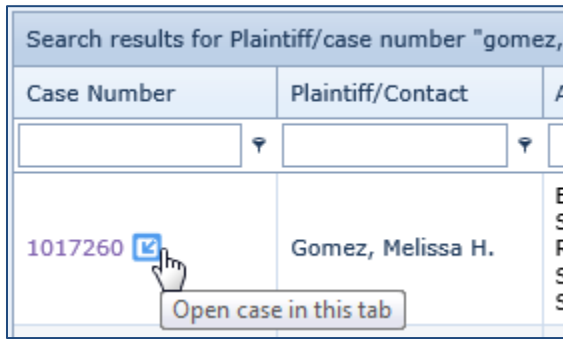 Search results for Plaintiff/case number "gomez,
Case Number Plaintiff/Contact
1017260 Gomez, Melissa H.
Open case in this tab